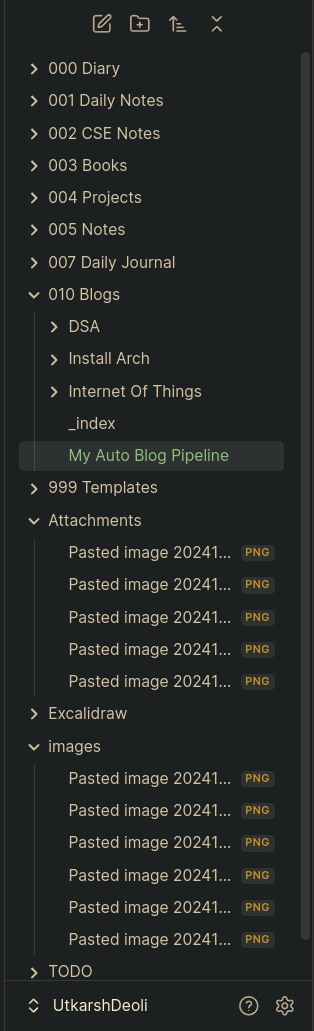 000 Diary
001 Daily Notes
002 CSE Notes
003 Books
004 Projects
005 Notes
007 Daily Journal
010 Blogs
DSA
Install Arch
Internet Of Things
_index
My Auto Blog Pipeline
999 Templates
Attachments
Pasted image 20241... PNG
Pasted image 20241... PNG
Pasted image 20241... PNG
Pasted image 20241... PNG
Pasted image 20241... PNG
Excalidraw
images
Pasted image 20241... PNG
Pasted image 20241... PNG
Pasted image 20241... PNG
Pasted image 20241... PNG
Pasted image 20241... PNG
Pasted image 20241... PNG
TODO
UtkarshDeoli